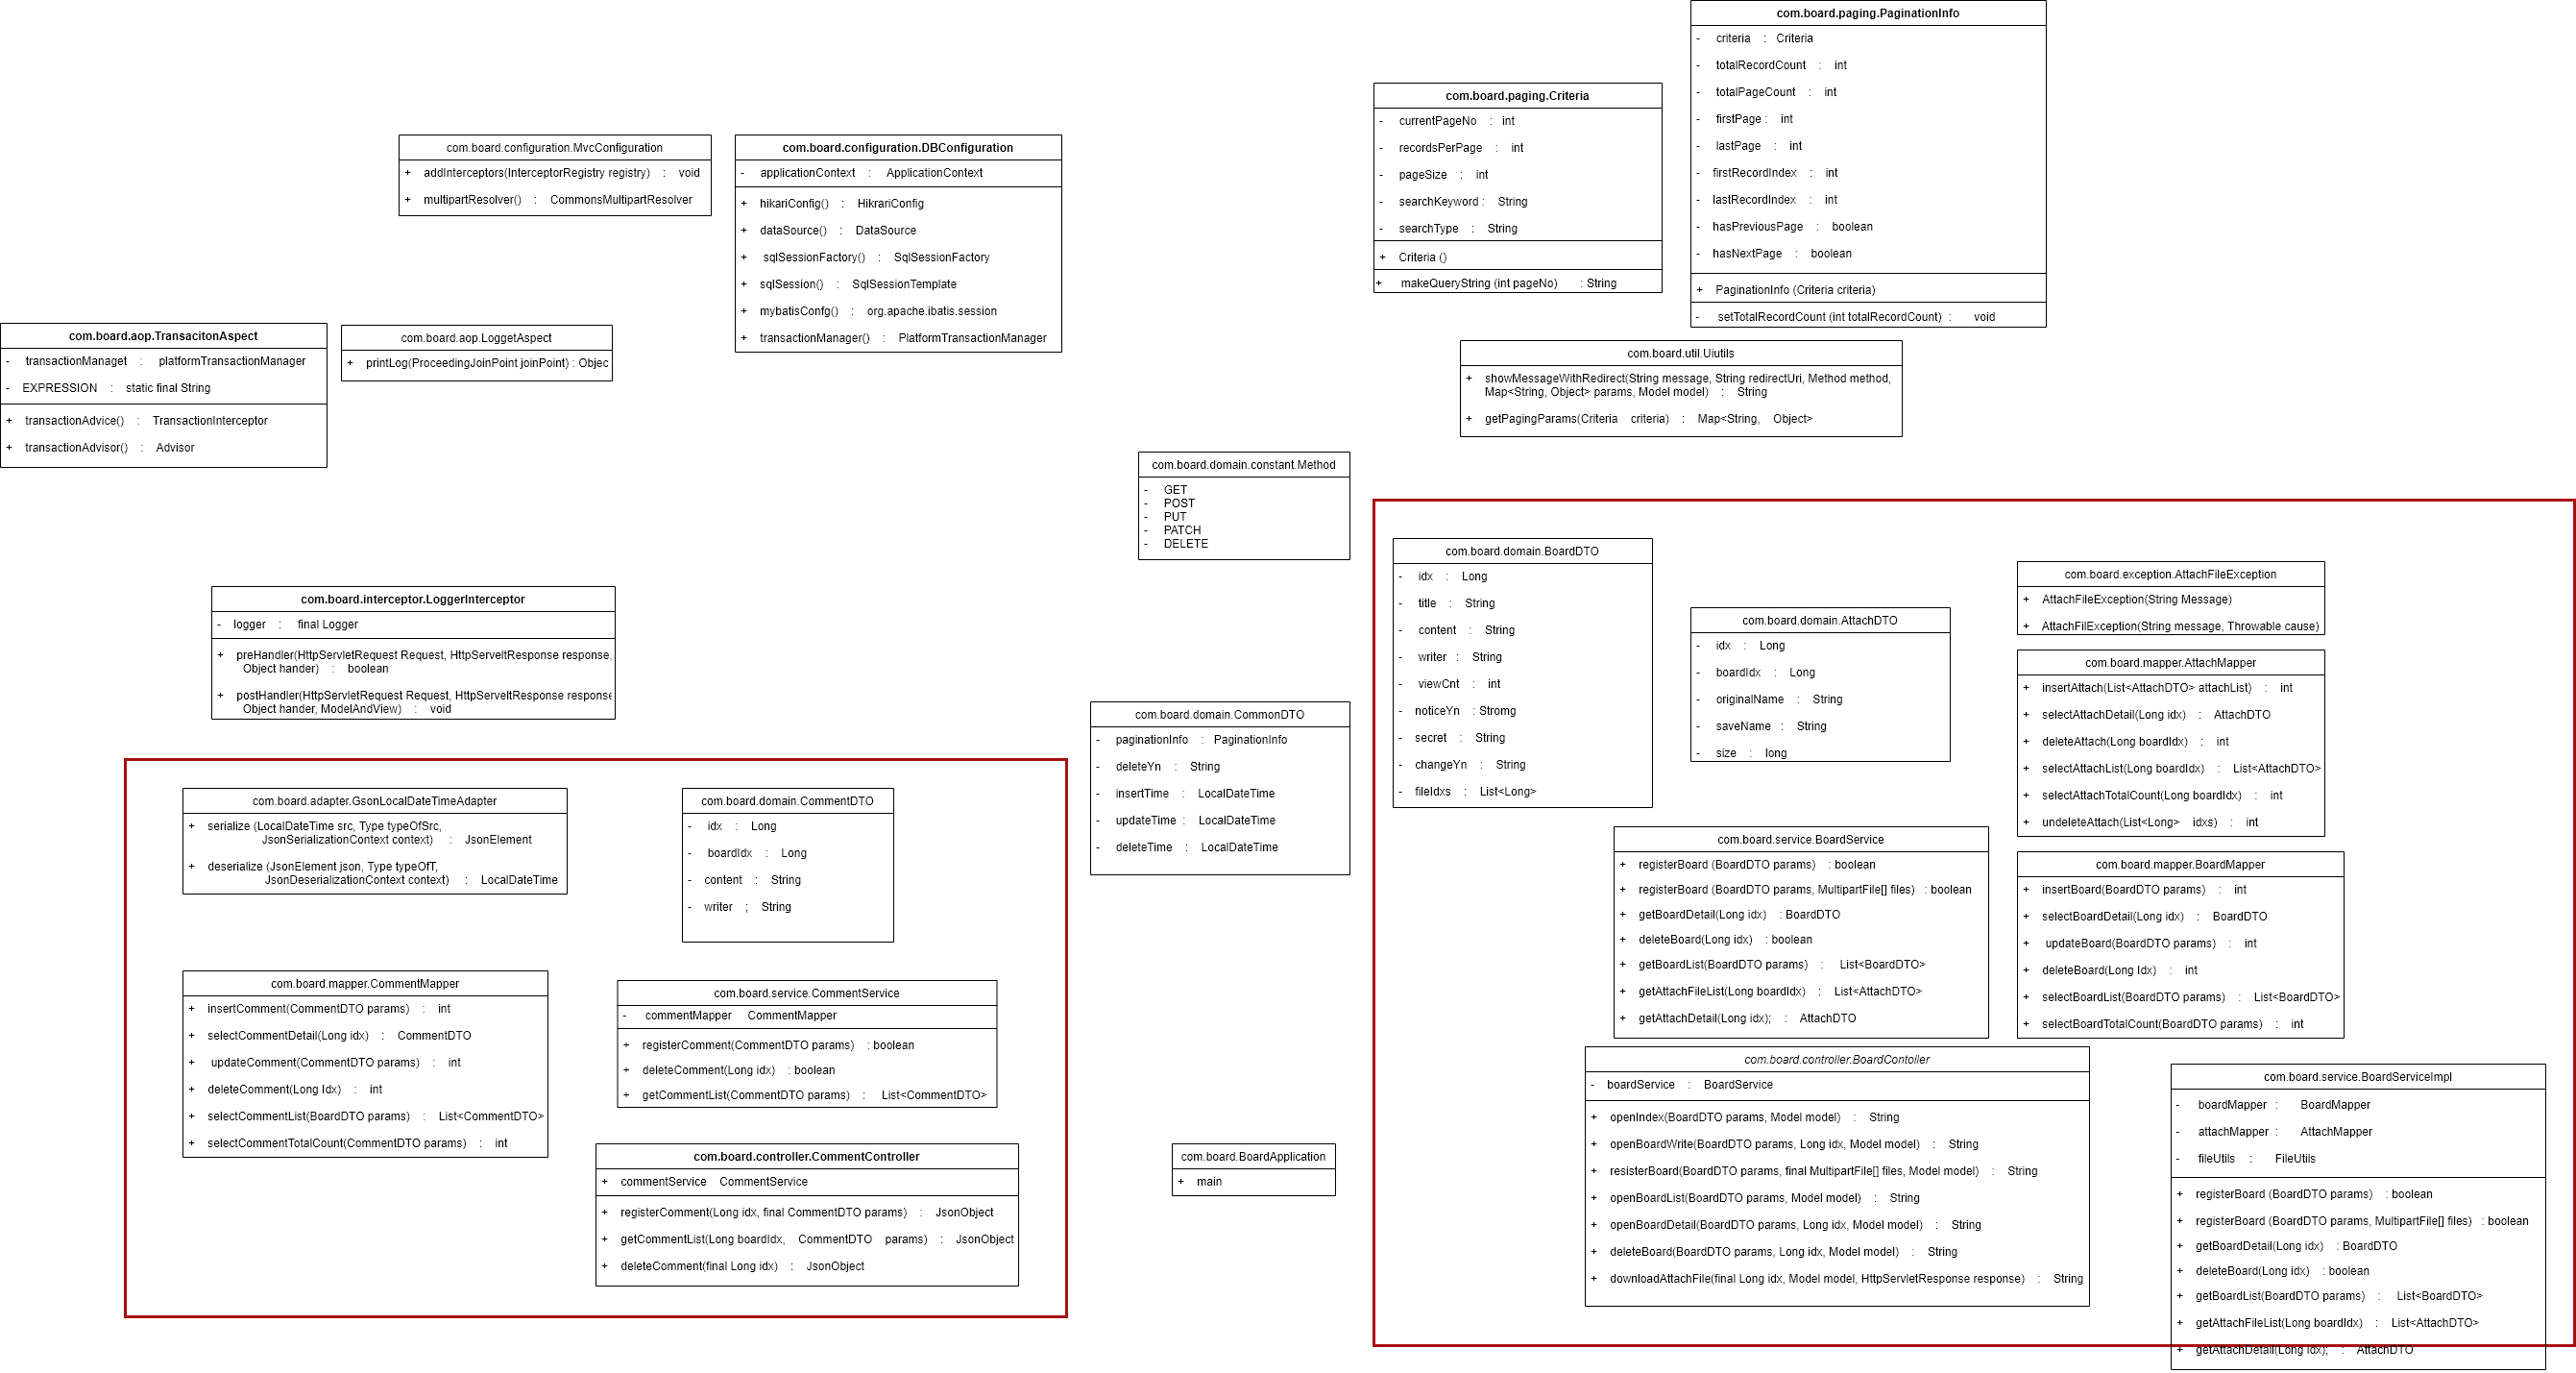 com.board.paging.PaginationInfo
- criteria : Criteria
- totalRecordCount : int
- totalPageCount : int
- firstPage : int
- lastPage : int
- firstRecordIndex : int
- lastRecordIndex : int
- hasPreviousPage : boolean
- hasNextPage : boolean
+ PaginationInfo (Criteria criteria)
- setTotalRecordCount (int totalRecordCount) : void
com.board.paging.Criteria
- currentPageNo : int
- recordsPerPage : int
- pageSize : int
- searchKeyword : String
- searchType : String
+ Criteria ()
+ makeQueryString (int pageNo) : String
com.board.configuration.MvcConfiguration
+ addInterceptors(InterceptorRegistry registry) : void
+ multipartResolver() : CommonsMultipartResolver
com.board.configuration.DBConfiguration
- applicationContext : ApplicationContext
+ hikariConfig() : HikrariConfig
+ dataSource() : DataSource
+ sqlSessionFactory() : SqlSessionFactory
+ sqlSession() : SqlSessionTemplate
+ mybatisConfg() : org.apache.ibatis.session
+ transactionManager() : PlatformTransactionManager
com.board.aop.TransacitonAspect
- transactionManaget : platformTransactionManager
- EXPRESSION : static final String
+ transactionAdvice() : TransactionInterceptor
+ transactionAdvisor() : Advisor
com.board.aop.LoggetAspect
+ printLog(ProceedingJoinPoint joinPoint) : Objec
com.board.util.Uiutils
+ showMessageWithRedirect(String message, String redirectUri, Method method,
Map<String, Object> params, Model model) : String
+ getPagingParams(Criteria criteria) : Map<String, Object>
com.board.domain.constant.Method
- GET
- POST
- PUT
- PATCH
- DELETE
com.board.domain.BoardDTO
- idx : Long
- title : String
- content : String
- writer : String
- viewCnt : int
- noticeYn : Stromg
- secret : String
- changeYn : String
- fileIdxs : List<Long>
com.board.domain.AttachDTO
- idx : Long
- boardIdx : Long
- originalName : String
- saveName : String
- size : long
com.board.exception.AttachFileException
+ AttachFileException(String Message)
+ AttachFilException(String message, Throwable cause)
com.board.mapper.AttachMapper
+ insertAttach(List<AttachDTO> attachList) : int
+ selectAttachDetail(Long idx) : AttachDTO
+ deleteAttach(Long boardIdx) : int
+ selectAttachList(Long boardIdx) : List<AttachDTO>
+ selectAttachTotalCount(Long boardIdx) : int
+ undeleteAttach(List<Long> idxs) : int
com.board.interceptor.LoggerInterceptor
- logger : final Logger
+ preHandler(HttpServletRequest Request, HttpServeltResponse response,
Object hander) : boolean
+ postHandler(HttpServletRequest Request, HttpServeltResponse response
Object hander, ModelAndView) : void
com.board.domain.CommonDTO
- paginationInfo : PaginationInfo
- deleteYn : String
- insertTime : LocalDateTime
- updateTime : LocalDateTime
- deleteTime : LocalDateTime
com.board.adapter.GsonLocalDateTimeAdapter
+ serialize (LocalDateTime src, Type typeOfSrc,
JsonSerializationContext context) : JsonElement
+ deserialize (JsonElement json, Type typeOfT,
JsonDeserializationContext context) : LocalDateTime
com.board.domain.CommentDTO
- idx : Long
- boardIdx : Long
- content : String
- writer ; String
com.board.mapper.CommentMapper
+ insertComment(CommentDTO params) : int
+ selectCommentDetail(Long idx) : CommentDTO
+ updateComment(CommentDTO params) : int
+ deleteComment(Long Idx) : int
+ selectCommentList(BoardDTO params) : List<CommentDTO>
+ selectCommentTotalCount(CommentDTO params) : int
com.board.service.CommentService
- commentMapper CommentMapper
+ registerComment(CommentDTO params) : boolean
+ deleteComment(Long idx) : boolean
+ getCommentList(CommentDTO params) : List<CommentDTO>
com.board.controller.CommentController
+ commentService CommentService
+ registerComment(Long idx, final CommentDTO params) : JsonObject
+ getCommentList(Long boardIdx, CommentDTO params) : JsonObject
+ deleteComment(final Long idx) : JsonObject
com.board.BoardApplication
+ main
com.board.service.BoardService
+ registerBoard (BoardDTO params) : boolean
+ registerBoard (BoardDTO params, MultipartFile[] files) : boolean
+ getBoardDetail(Long idx) : BoardDTO
+ deleteBoard(Long idx) : boolean
+ getBoardList(BoardDTO params) : List<BoardDTO>
+ getAttachFileList(Long boardIdx) : List<AttachDTO>
+ getAttachDetail(Long idx); : AttachDTO
com.board.mapper.BoardMapper
+ insertBoard(BoardDTO params) : int
+ selectBoardDetail(Long idx) : BoardDTO
+ updateBoard(BoardDTO params) : int
+ deleteBoard(Long Idx) : int
+ selectBoardList(BoardDTO params) : List<BoardDTO>
+ selectBoardTotalCount(BoardDTO params) : int
com.board.controller.BoardContoller
- boardService : BoardService
+ openIndex(BoardDTO params, Model model) : String
+ openBoardWrite(BoardDTO params, Long idx, Model model) : String
+ resisterBoard(BoardDTO params, final MultipartFile[] files, Model model) : String
+ openBoardList(BoardDTO params, Model model) : String
+ openBoardDetail(BoardDTO params, Long idx, Model model) : String
+ deleteBoard(BoardDTO params, Long idx, Model model) : String
+ downloadAttachFile(final Long idx, Model model, HttpServletResponse response) : String
com.board.service.BoardServiceImpl
- boardMapper : BoardMapper
- attachMapper : AttachMapper
- fileUtils : FileUtils
+ registerBoard (BoardDTO params) : boolean
+ registerBoard (BoardDTO params, MultipartFile[] files) : boolean
+ getBoardDetail(Long idx) : BoardDTO
+ deleteBoard(Long idx) : boolean
+ getBoardList(BoardDTO params) : List<BoardDTO>
+ getAttachFileList(Long boardIdx) : List<AttachDTO>
+ getAttachDetail(Long idx); : AttachDTO